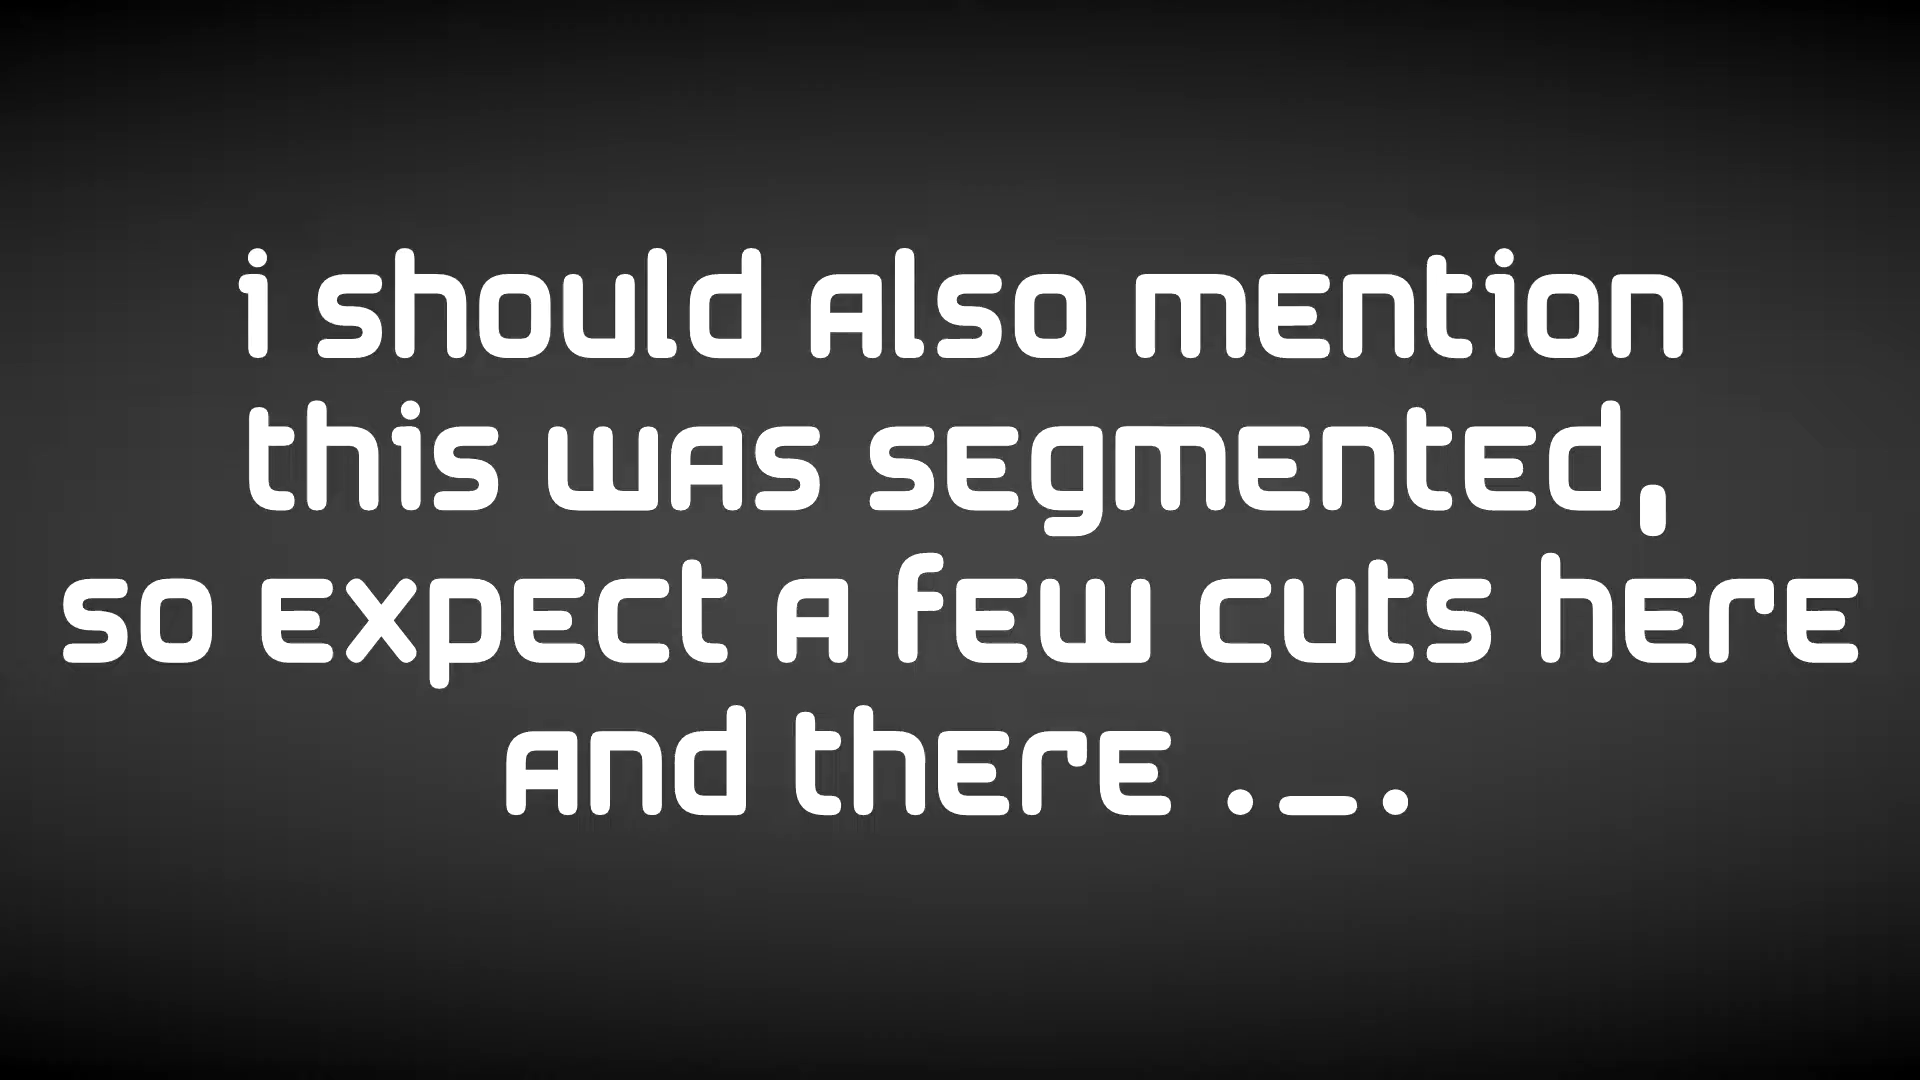 i should also mention
this was segmented,
so expect a few cuts here
and there ._.